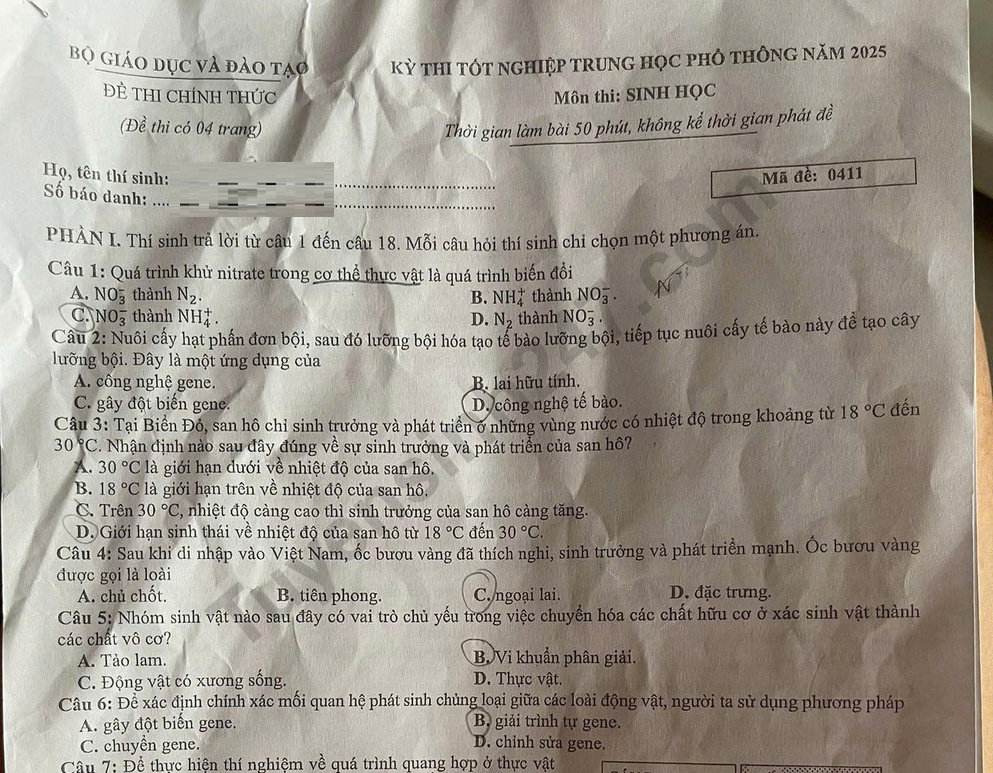 BỘ GIÁO DỤC VÀ ĐÀO TẠO
ĐỀ THI CHÍNH THỨC
(Đề thi có 04 trang)
KỲ THI TỐT NGHIỆP TRUNG HỌC PHỔ THÔNG NĂM 2025
Môn thi: SINH HỌC
Thời gian làm bài 50 phút, không kể thời gian phát đề
Họ, tên thí sinh:
Số báo danh:
Mã đề: 0411
PHẦN I. Thí sinh trả lời từ câu 1 đến câu 18. Mỗi câu hỏi thí sinh chỉ chọn một phương án.
Câu 1: Quá trình khử nitrate trong cơ thể thực vật là quá trình biến đổi
A. NO₃⁻ thành N₂. B. NH₄⁺ thành NO₃⁻.
C. NO₃⁻ thành NH₄⁺. D. N₂ thành NO₃⁻.
Câu 2: Nuôi cấy hạt phấn đơn bội, sau đó lưỡng bội hóa tạo tế bào lưỡng bội, tiếp tục nuôi cấy tế bào này để tạo cây
lưỡng bội. Đây là một ứng dụng của
A. công nghệ gene. B. lai hữu tính.
C. gây đột biến gene. D. công nghệ tế bào.
Câu 3: Tại Biển Đỏ, san hô chỉ sinh trưởng và phát triển ở những vùng nước có nhiệt độ trong khoảng từ 18 °C đến
30 °C. Nhận định nào sau đây đúng về sự sinh trưởng và phát triển của san hô?
A. 30 °C là giới hạn dưới về nhiệt độ của san hô.
B. 18 °C là giới hạn trên về nhiệt độ của san hô.
C. Trên 30 °C, nhiệt độ càng cao thì sinh trưởng của san hô càng tăng.
D. Giới hạn sinh thái về nhiệt độ của san hô từ 18 °C đến 30 °C.
Câu 4: Sau khi di nhập vào Việt Nam, ốc bươu vàng đã thích nghi, sinh trưởng và phát triển mạnh. Ốc bươu vàng
được gọi là loài
A. chủ chốt. B. tiên phong. C. ngoại lai. D. đặc trưng.
Câu 5: Nhóm sinh vật nào sau đây có vai trò chủ yếu trong việc chuyển hóa các chất hữu cơ ở xác sinh vật thành
các chất vô cơ?
A. Tảo lam. B. Vi khuẩn phân giải.
C. Động vật có xương sống. D. Thực vật.
Câu 6: Để xác định chính xác mối quan hệ phát sinh chủng loại giữa các loài động vật, người ta sử dụng phương pháp
A. gây đột biến gene. B. giải trình tự gene.
C. chuyển gene. D. chỉnh sửa gene.
Câu 7: Để thực hiện thí nghiệm về quá trình quang hợp ở thực vật